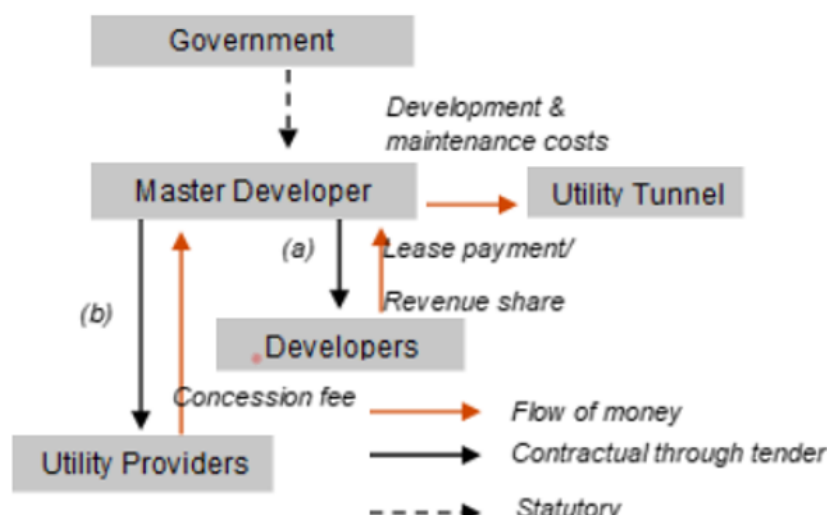 Government
Development &
maintenance costs
Master Developer
Utility Tunnel
(a)
Lease payment/
(b)
Revenue share
Developers
Concession fee
Flow of money
Contractual through tender
Utility Providers
Statutory